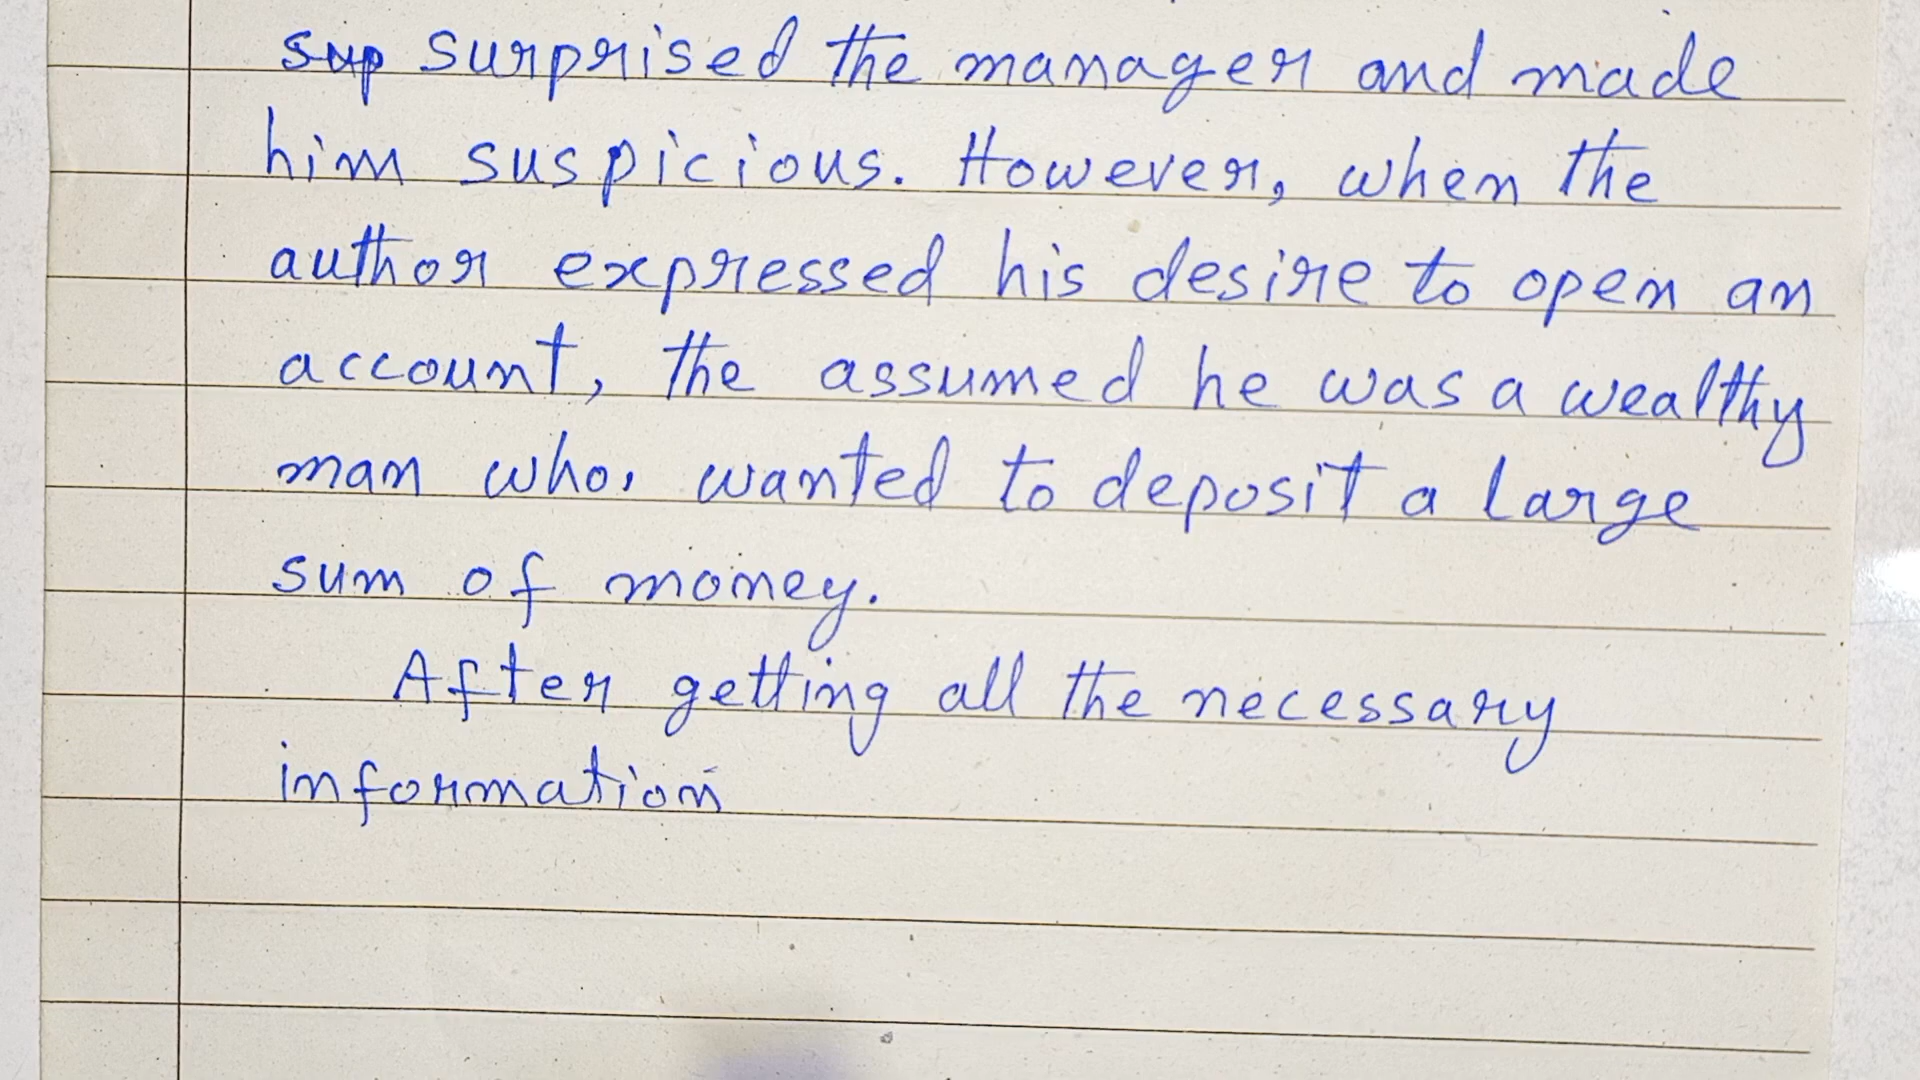 sup surprised the manager and made
him suspicious. However, when the
author expressed his desire to open an
account, the assumed he was a wealthy
man who, wanted to deposit a large
sum of money.
After getting all the necessary
information